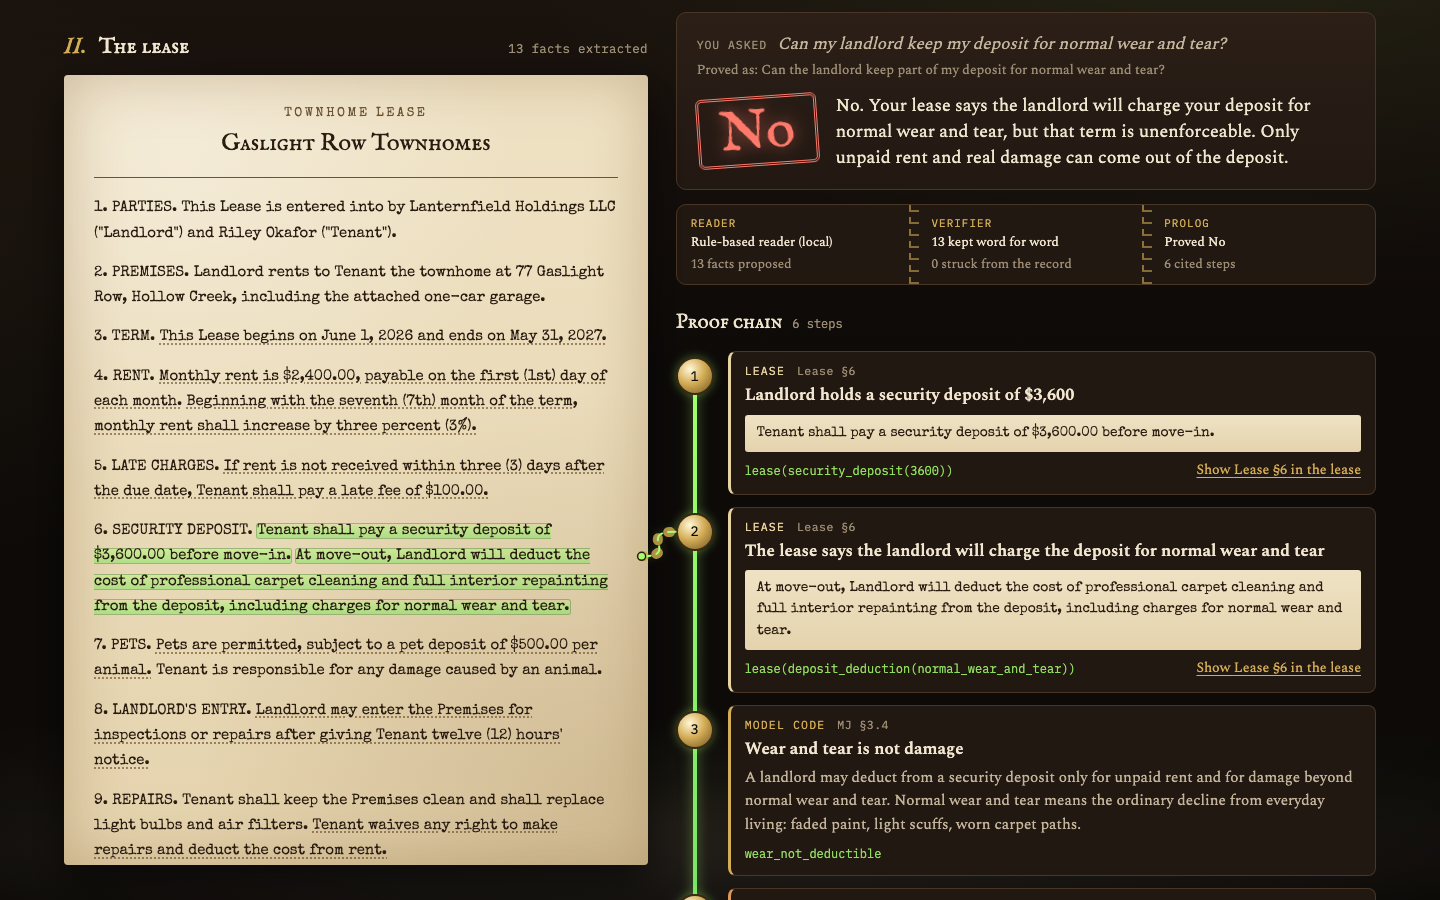 II. The lease
13 facts extracted
TOWNHOME LEASE
Gaslight Row Townhomes
1. PARTIES. This Lease is entered into by Lanternfield Holdings LLC
("Landlord") and Riley Okafor ("Tenant").
2. PREMISES. Landlord rents to Tenant the townhome at 77 Gaslight
Row, Hollow Creek, including the attached one-car garage.
3. TERM. This Lease begins on June 1, 2026 and ends on May 31, 2027.
4. RENT. Monthly rent is $2,400.00, payable on the first (1st) day of
each month. Beginning with the seventh (7th) month of the term,
monthly rent shall increase by three percent (3%).
5. LATE CHARGES. If rent is not received within three (3) days after
the due date, Tenant shall pay a late fee of $100.00.
6. SECURITY DEPOSIT. Tenant shall pay a security deposit of
$3,600.00 before move-in. At move-out, Landlord will deduct the
cost of professional carpet cleaning and full interior repainting
from the deposit, including charges for normal wear and tear.
7. PETS. Pets are permitted, subject to a pet deposit of $500.00 per
animal. Tenant is responsible for any damage caused by an animal.
8. LANDLORD'S ENTRY. Landlord may enter the Premises for
inspections or repairs after giving Tenant twelve (12) hours'
notice.
9. REPAIRS. Tenant shall keep the Premises clean and shall replace
light bulbs and air filters. Tenant waives any right to make
repairs and deduct the cost from rent.
YOU ASKED Can my landlord keep my deposit for normal wear and tear?
Proved as: Can the landlord keep part of my deposit for normal wear and tear?
No
No. Your lease says the landlord will charge your deposit for
normal wear and tear, but that term is unenforceable. Only
unpaid rent and real damage can come out of the deposit.
READER
Rule-based reader (local)
13 facts proposed
VERIFIER
13 kept word for word
0 struck from the record
PROLOG
Proved No
6 cited steps
Proof chain 6 steps
1
LEASE Lease §6
Landlord holds a security deposit of $3,600
Tenant shall pay a security deposit of $3,600.00 before move-in.
lease(security_deposit(3600))
Show Lease §6 in the lease
2
LEASE Lease §6
The lease says the landlord will charge the deposit for normal wear and tear
At move-out, Landlord will deduct the cost of professional carpet cleaning and
full interior repainting from the deposit, including charges for normal wear and
tear.
lease(deposit_deduction(normal_wear_and_tear))
Show Lease §6 in the lease
3
MODEL CODE MJ §3.4
Wear and tear is not damage
A landlord may deduct from a security deposit only for unpaid rent and for damage beyond
normal wear and tear. Normal wear and tear means the ordinary decline from everyday
living: faded paint, light scuffs, worn carpet paths.
wear_not_deductible